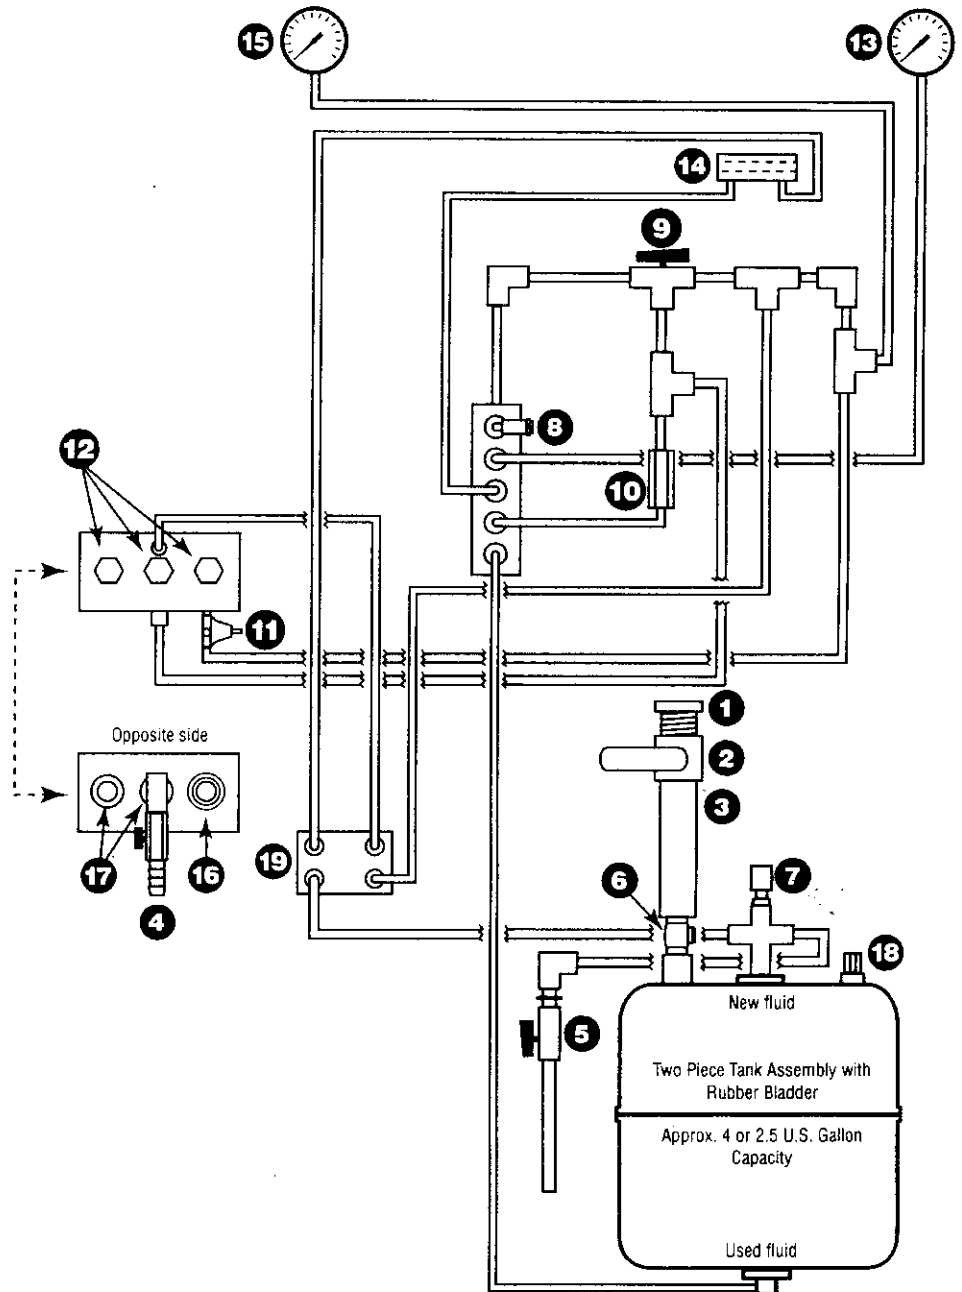 15
13
14
9
8
12
10
11
1
Opposite side
2
3
19
17
16
6
7
4
18
New fluid
5
Two Piece Tank Assembly with
Rubber Bladder
Approx. 4 or 2.5 U.S. Gallon
Capacity
Used fluid